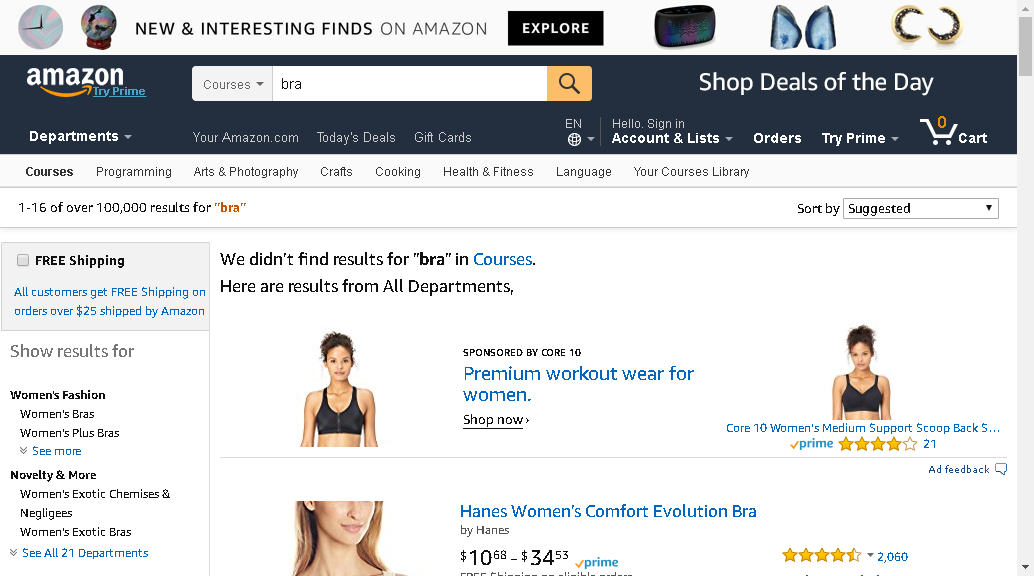 NEW & INTERESTING FINDS ON AMAZON EXPLORE
amazon
Try Prime
Courses bra
Shop Deals of the Day
Departments
Your Amazon.com Today's Deals Gift Cards
EN
Hello. Sign in
Account & Lists
Orders
Try Prime
0
Cart
Courses Programming Arts & Photography Crafts Cooking Health & Fitness Language Your Courses Library
1-16 of over 100,000 results for "bra"
Sort by Suggested
FREE Shipping
All customers get FREE Shipping on
orders over $25 shipped by Amazon
Show results for
Women's Fashion
Women's Bras
Women's Plus Bras
See more
Novelty & More
Women's Exotic Chemises &
Negligees
Women's Exotic Bras
See All 21 Departments
We didn't find results for "bra" in Courses.
Here are results from All Departments,
SPONSORED BY CORE 10
Premium workout wear for
women.
Shop now ›
Core 10 Women's Medium Support Scoop Back S...
prime 21
Ad feedback
Hanes Women's Comfort Evolution Bra
by Hanes
$10.68 - $34.53 prime
2,060
FREE Shipping on eligible orders